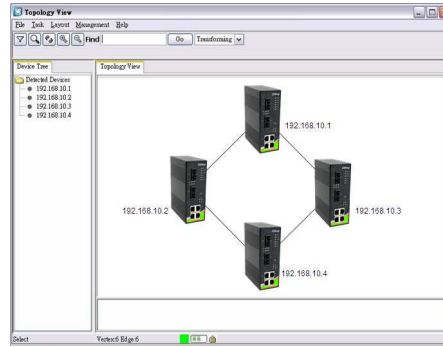 Topology View
File Task Layout Management Help
Find Go Transforming
Device Tree
Topology View
Detected Devices
192.168.10.1
192.168.10.2
192.168.10.3
192.168.10.4
192.168.10.1
192.168.10.2
192.168.10.3
192.168.10.4
Select
Vertex:6 Edge:6